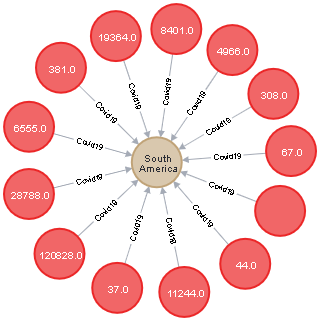 8401.0
19364.0
4966.0
381.0
308.0
Covid19
Covid19
Covid19
Covid19
Covid19
6555.0
Covid19
67.0
Covid19
South
America
28788.0
Covid19
Covid19
Covid19
Covid19
Covid19
Covid19
120828.0
44.0
37.0
11244.0